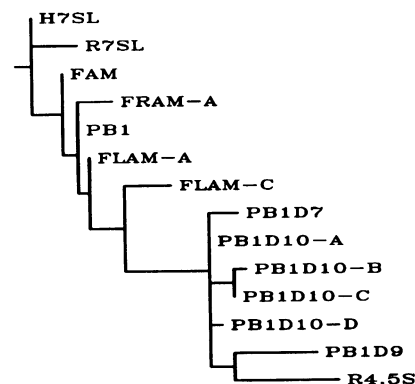 H7SL
R7SL
FAM
FRAM-A
PB1
FLAM-A
FLAM-C
PB1D7
PB1D10-A
PB1D10-B
PB1D10-C
PB1D10-D
PB1D9
R4.5S